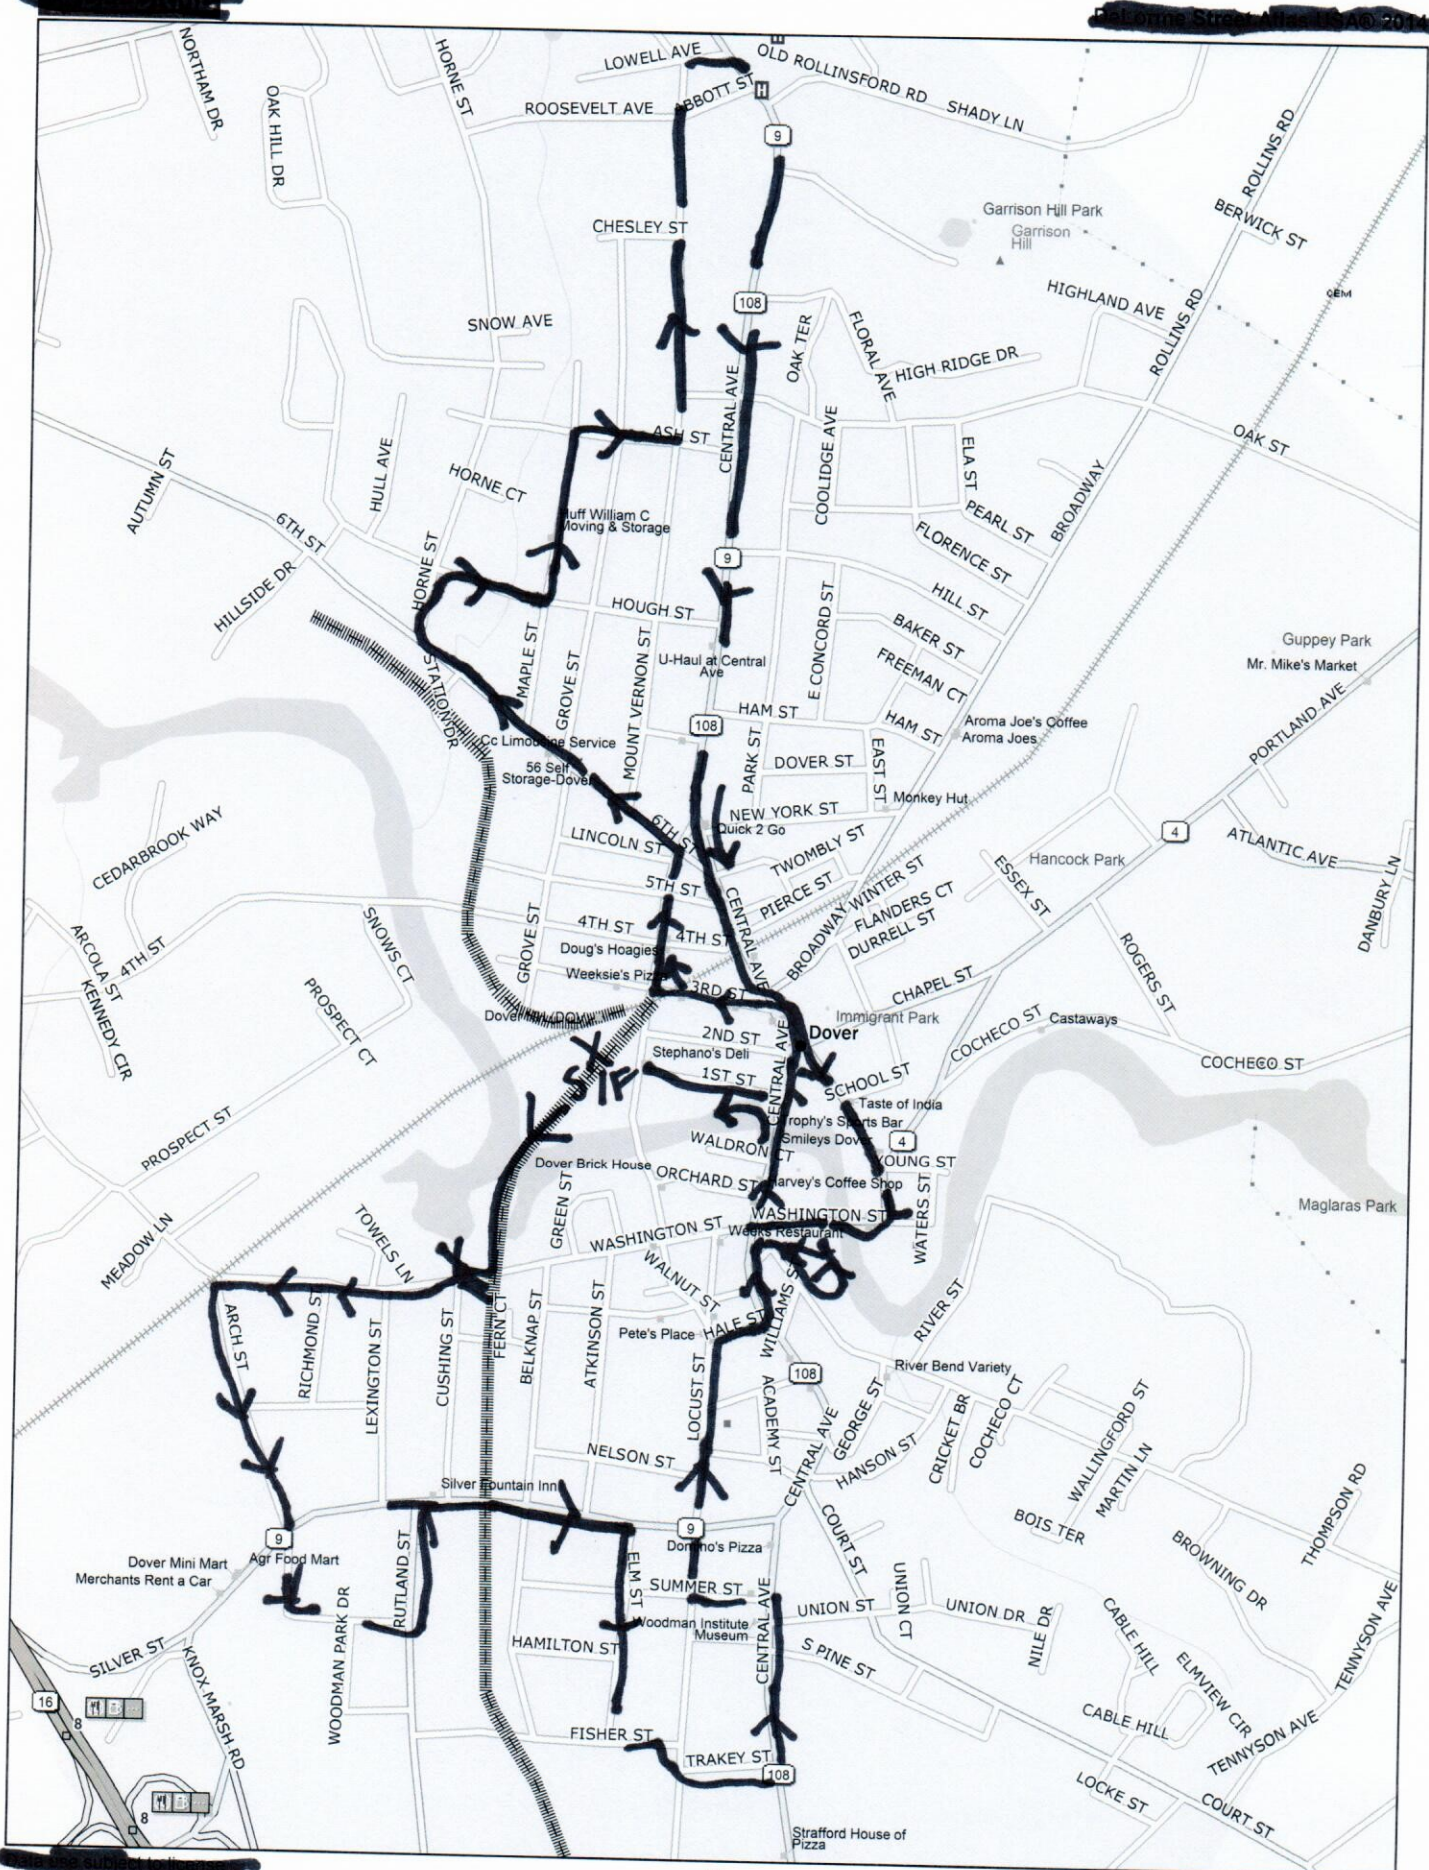 DeLorme Street Atlas USA® 2014
LOWELL AVE
OLD ROLLINSFORD RD
NORTHAM DR
HORNE ST
ABBOTT ST
H
ROOSEVELT AVE
SHADY LN
OAK HILL DR
9
ROLLINS RD
Garrison Hill Park
BERWICK ST
CHESLEY ST
Garrison
Hill
108
HIGHLAND AVE
CEM
SNOW AVE
OAK TER
FLORAL AVE
ROLLINS RD
HIGH RIDGE DR
CENTRAL AVE
ASH ST
OAK ST
HULL AVE
COOLIDGE AVE
ELA ST
AUTUMN ST
HORNE CT
BROADWAY
Huff William C
Moving & Storage
PEARL ST
6TH ST
FLORENCE ST
HORNE ST
9
HILLSIDE DR
HILL ST
HOUGH ST
E CONCORD ST
BAKER ST
Guppey Park
STATION DR
MAPLE ST
GROVE ST
MOUNT VERNON ST
U-Haul at Central
Ave
FREEMAN CT
Mr. Mike's Market
HAM ST
108
HAM ST
Aroma Joe's Coffee
Aroma Joes
PORTLAND AVE
Cc Limousine Service
56 Self
Storage-Dover
PARK ST
DOVER ST
EAST ST
Monkey Hut
NEW YORK ST
CEDARBROOK WAY
6TH ST
Quick 2 Go
LINCOLN ST
TWOMBLY ST
4
ATLANTIC AVE
Hancock Park
5TH ST
PIERCE ST
WINTER ST
ESSEX ST
DANBURY LN
CENTRAL AVE
FLANDERS CT
SNOWS CT
GROVE ST
4TH ST
4TH ST
BROADWAY
DURRELL ST
ARCOLA ST
4TH ST
Doug's Hoagies
ROGERS ST
KENNEDY CIR
Weeksie's Pizza
3RD ST
CHAPEL ST
PROSPECT CT
Immigrant Park
COCHECO ST
Castaways
Dover
2ND ST
COCHECO ST
Stephano's Deli
1ST ST
S/F
CENTRAL AVE
SCHOOL ST
Taste of India
Trophy's Sports Bar
Smileys Dover
PROSPECT ST
WALDRON CT
4
YOUNG ST
Dover Brick House
ORCHARD ST
Harvey's Coffee Shop
Maglaras Park
MEADOW LN
TOWELS LN
GREEN ST
WASHINGTON ST
WASHINGTON ST
WATERS ST
Weeks Restaurant
WALNUT ST
ARCH ST
RICHMOND ST
LEXINGTON ST
CUSHING ST
FERN CT
BELKNAP ST
ATKINSON ST
Pete's Place
HALE ST
WILLIAMS ST
RIVER ST
River Bend Variety
108
LOCUST ST
ACADEMY ST
GEORGE ST
CRICKET BR
COCHECO CT
WALLINGFORD ST
CENTRAL AVE
NELSON ST
HANSON ST
MARTIN LN
Silver Fountain Inn
THOMPSON RD
9
9
COURT ST
BOIS TER
Domino's Pizza
BROWNING DR
Dover Mini Mart
Agr Food Mart
Merchants Rent a Car
RUTLAND ST
ELM ST
SUMMER ST
UNION ST
UNION CT
UNION DR
NILE DR
CABLE HILL
TENNYSON AVE
Woodman Institute
Museum
CENTRAL AVE
WOODMAN PARK DR
HAMILTON ST
S PINE ST
SILVER ST
KNOX MARSH RD
ELMVIEW CIR
16
8
FISHER ST
CABLE HILL
TENNYSON AVE
TRAKEY ST
108
LOCKE ST
COURT ST
8
Strafford House of
Pizza
Data use subject to license